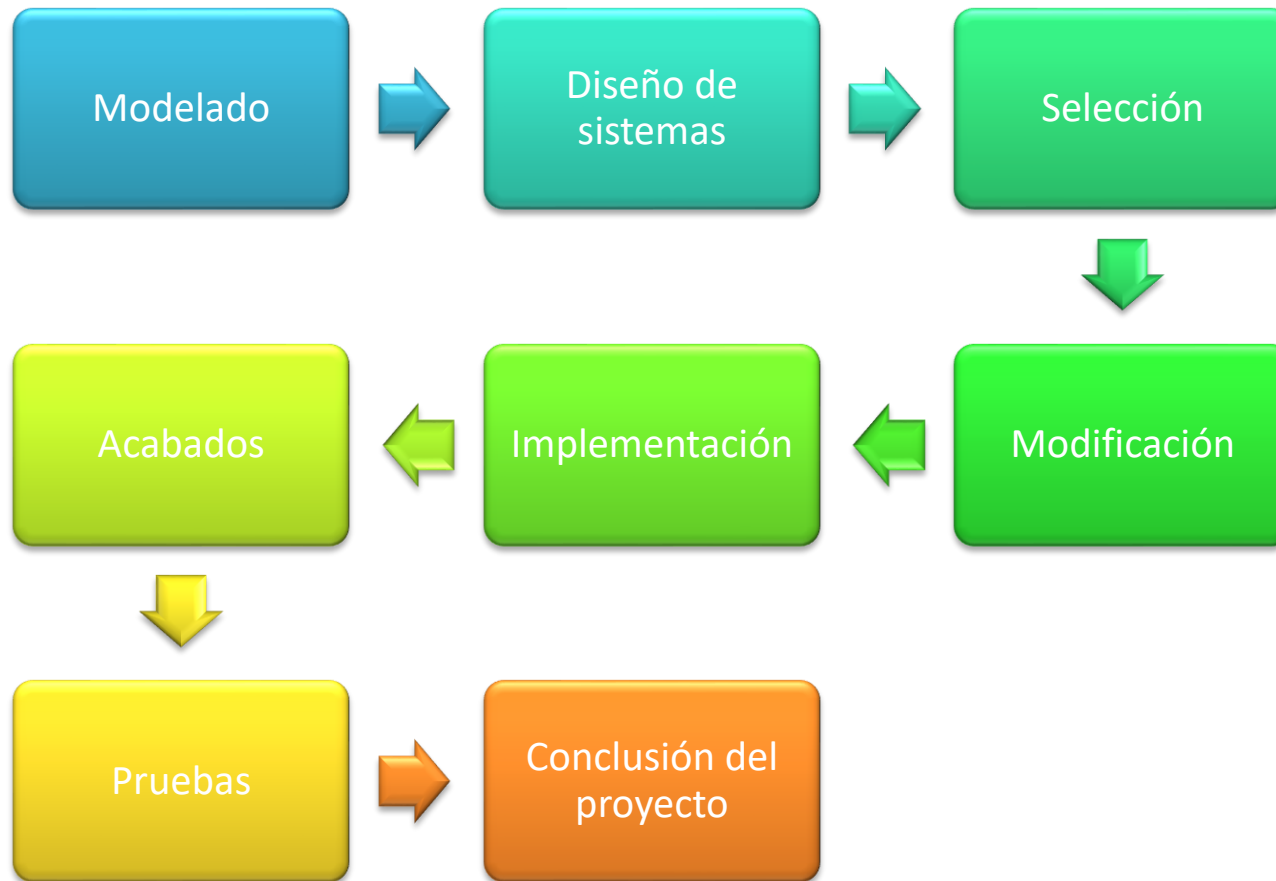 Modelado
Diseño de
sistemas
Selección
Modificación
Implementación
Acabados
Pruebas
Conclusión del
proyecto